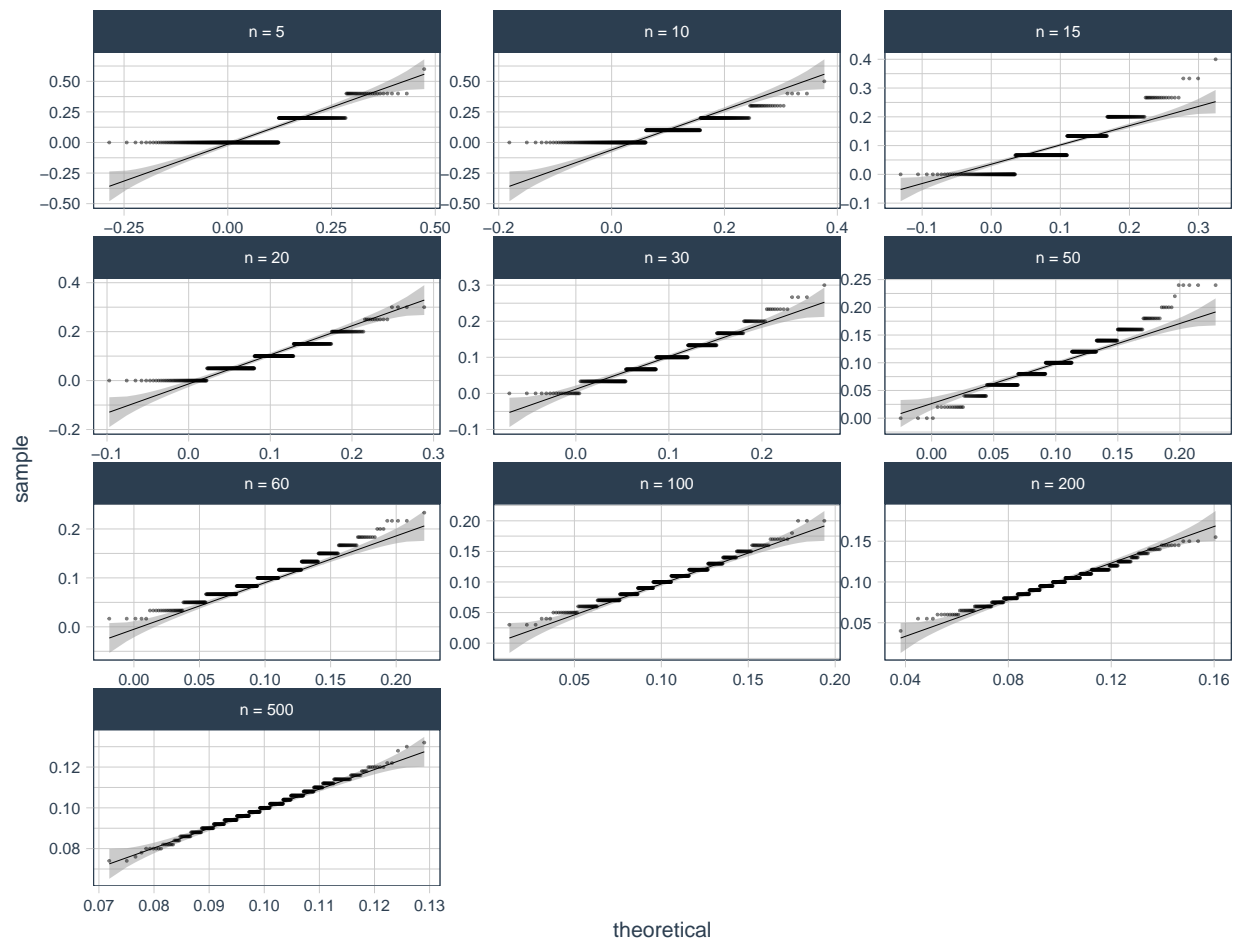 n = 5
n = 10
n = 15
0.50
0.25
0.00
−0.25
−0.50
0.50
0.25
0.00
−0.25
−0.50
0.4
0.3
0.2
0.1
0.0
−0.1
−0.25 0.00 0.25 0.50
−0.2 0.0 0.2 0.4
−0.1 0.0 0.1 0.2 0.3
n = 20
n = 30
n = 50
0.4
0.2
0.0
−0.2
0.3
0.2
0.1
0.0
−0.1
0.25
0.20
0.15
0.10
0.05
0.00
−0.1 0.0 0.1 0.2 0.3
0.0 0.1 0.2
0.00 0.05 0.10 0.15 0.20
sample
n = 60
n = 100
n = 200
0.2
0.1
0.0
0.20
0.15
0.10
0.05
0.00
0.15
0.10
0.05
0.00 0.05 0.10 0.15 0.20
0.05 0.10 0.15 0.20
0.04 0.08 0.12 0.16
n = 500
0.12
0.10
0.08
0.07 0.08 0.09 0.10 0.11 0.12 0.13
theoretical